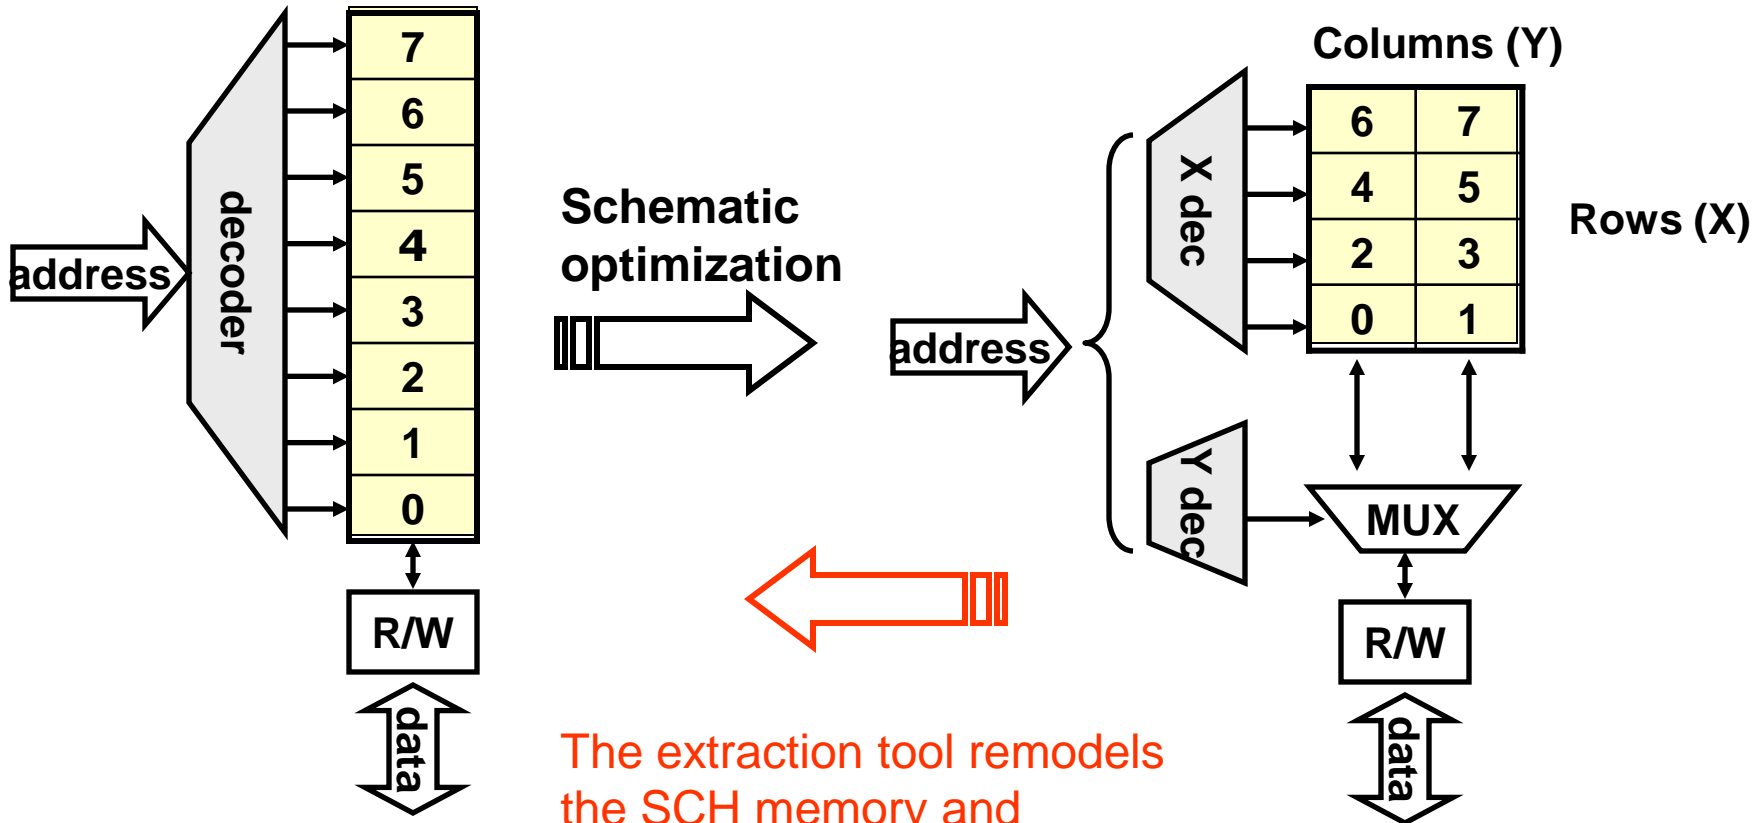 7
6
5
4
3
2
1
0
decoder
address
R/W
data
Schematic
optimization
The extraction tool remodels
the SCH memory and
Columns (Y)
6 7
4 5
2 3
0 1
Rows (X)
X dec
address
Y dec
MUX
R/W
data